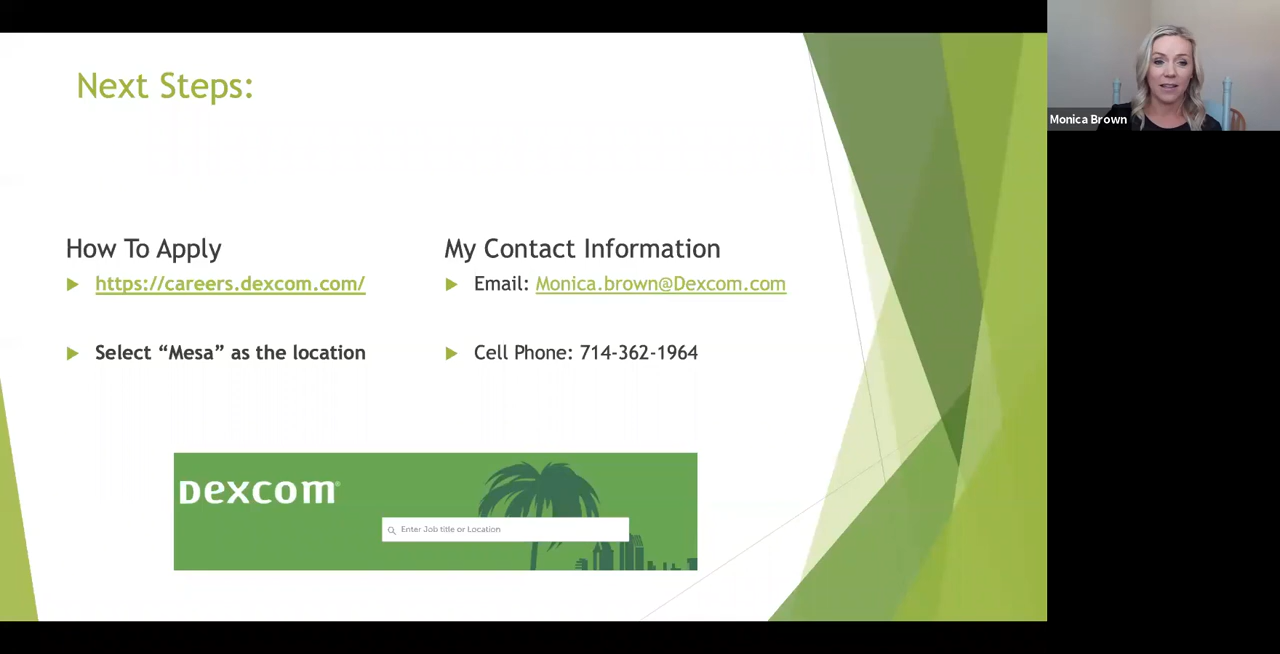 Next Steps:
How To Apply
https://careers.dexcom.com/
Select “Mesa” as the location
My Contact Information
Email: Monica.brown@Dexcom.com
Cell Phone: 714-362-1964
Dexcom®
Enter Job title or Location
Monica Brown